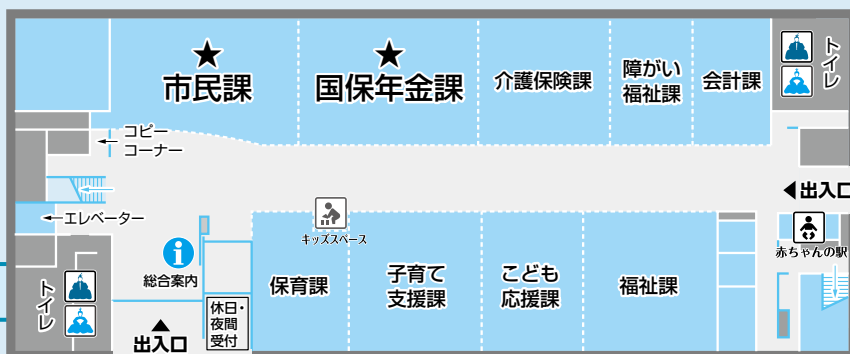 ★
市民課
★
国保年金課
介護保険課
障がい
福祉課
会計課
トイレ
コピー
コーナー
◀出入口
エレベーター
キッズスペース
赤ちゃんの駅
i
総合案内
保育課
子育て
支援課
こども
応援課
福祉課
トイレ
休日・
夜間
受付
▲
出入口